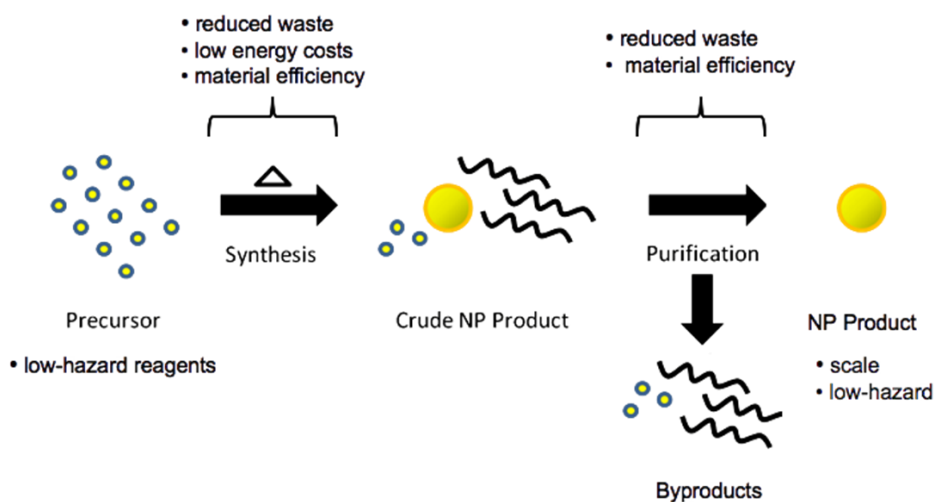 • reduced waste
• low energy costs
• material efficiency
• reduced waste
• material efficiency
Synthesis
Purification
Precursor
• low-hazard reagents
Crude NP Product
NP Product
• scale
• low-hazard
Byproducts